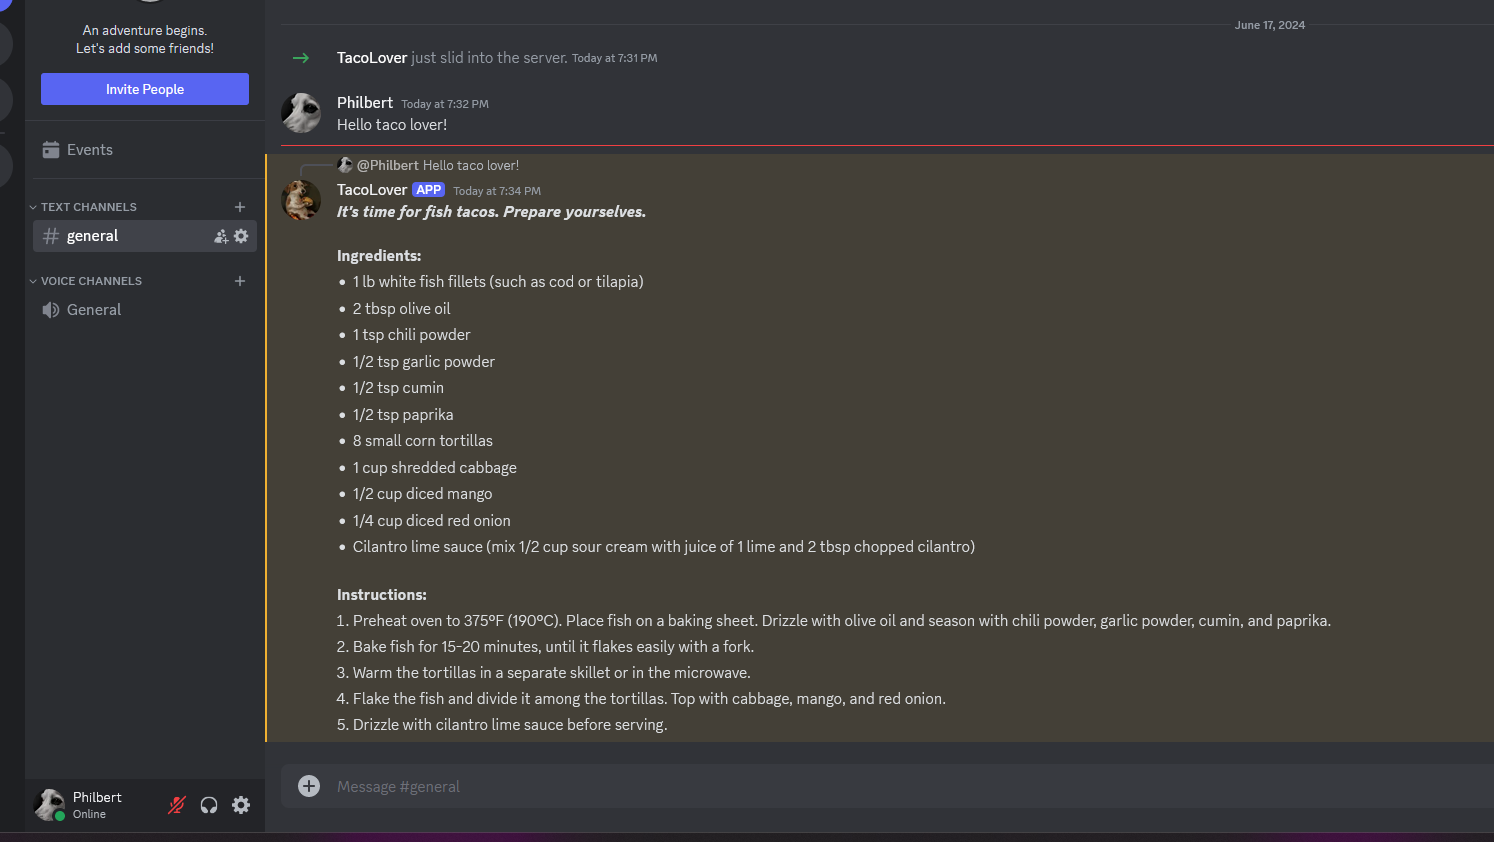 An adventure begins.
Let's add some friends!
Invite People
Events
TEXT CHANNELS
general
VOICE CHANNELS
General
Philbert
Online
June 17, 2024
TacoLover just slid into the server. Today at 7:31 PM
Philbert Today at 7:32 PM
Hello taco lover!
@Philbert Hello taco lover!
TacoLover APP Today at 7:34 PM
It's time for fish tacos. Prepare yourselves.
Ingredients:
• 1 lb white fish fillets (such as cod or tilapia)
• 2 tbsp olive oil
• 1 tsp chili powder
• 1/2 tsp garlic powder
• 1/2 tsp cumin
• 1/2 tsp paprika
• 8 small corn tortillas
• 1 cup shredded cabbage
• 1/2 cup diced mango
• 1/4 cup diced red onion
• Cilantro lime sauce (mix 1/2 cup sour cream with juice of 1 lime and 2 tbsp chopped cilantro)
Instructions:
1. Preheat oven to 375°F (190°C). Place fish on a baking sheet. Drizzle with olive oil and season with chili powder, garlic powder, cumin, and paprika.
2. Bake fish for 15-20 minutes, until it flakes easily with a fork.
3. Warm the tortillas in a separate skillet or in the microwave.
4. Flake the fish and divide it among the tortillas. Top with cabbage, mango, and red onion.
5. Drizzle with cilantro lime sauce before serving.
Message #general